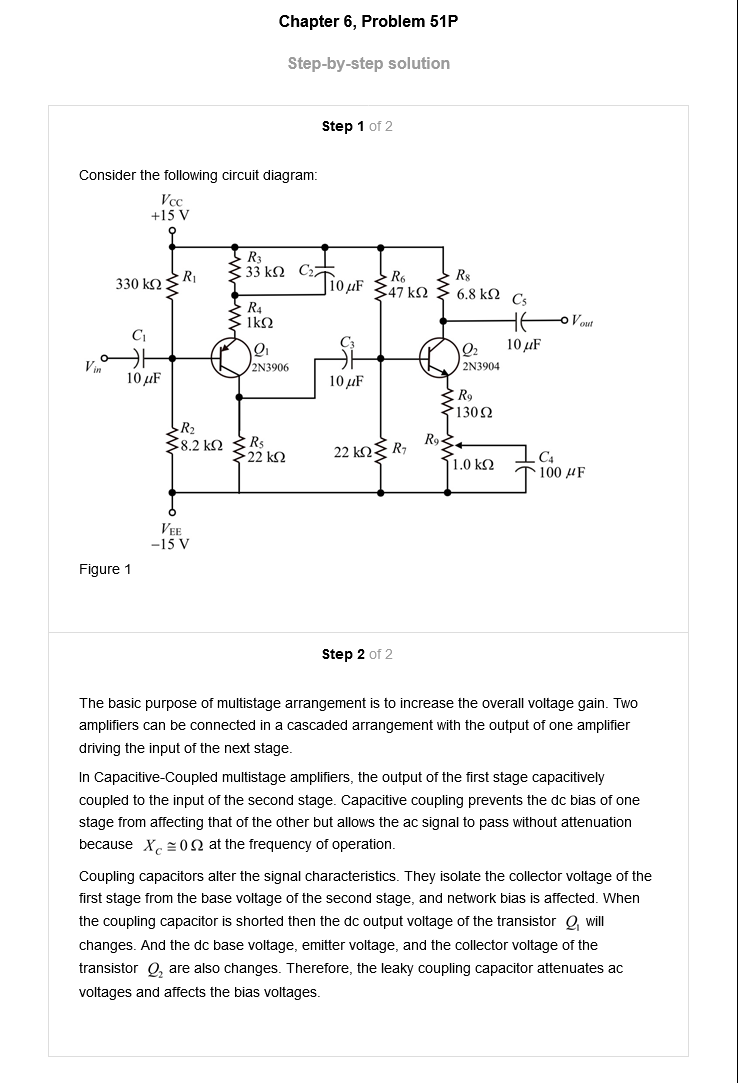 Chapter 6, Problem 51P
Step-by-step solution
Step 1 of 2
Consider the following circuit diagram:
V_CC
+15 V
R_3
33 kΩ
C_2
10 μF
330 kΩ
R_1
R_6
47 kΩ
R_8
6.8 kΩ
C_5
V_out
10 μF
R_4
1kΩ
C_1
V_in
10 μF
Q_1
2N3906
C_3
10 μF
Q_2
2N3904
R_9
130 Ω
R_2
8.2 kΩ
R_5
22 kΩ
22 kΩ
R_7
R_9
1.0 kΩ
C_4
100 μF
V_EE
−15 V
Figure 1
Step 2 of 2
The basic purpose of multistage arrangement is to increase the overall voltage gain. Two
amplifiers can be connected in a cascaded arrangement with the output of one amplifier
driving the input of the next stage.
In Capacitive-Coupled multistage amplifiers, the output of the first stage capacitively
coupled to the input of the second stage. Capacitive coupling prevents the dc bias of one
stage from affecting that of the other but allows the ac signal to pass without attenuation
because X_C ≅ 0 Ω at the frequency of operation.
Coupling capacitors alter the signal characteristics. They isolate the collector voltage of the
first stage from the base voltage of the second stage, and network bias is affected. When
the coupling capacitor is shorted then the dc output voltage of the transistor Q_1 will
changes. And the dc base voltage, emitter voltage, and the collector voltage of the
transistor Q_2 are also changes. Therefore, the leaky coupling capacitor attenuates ac
voltages and affects the bias voltages.